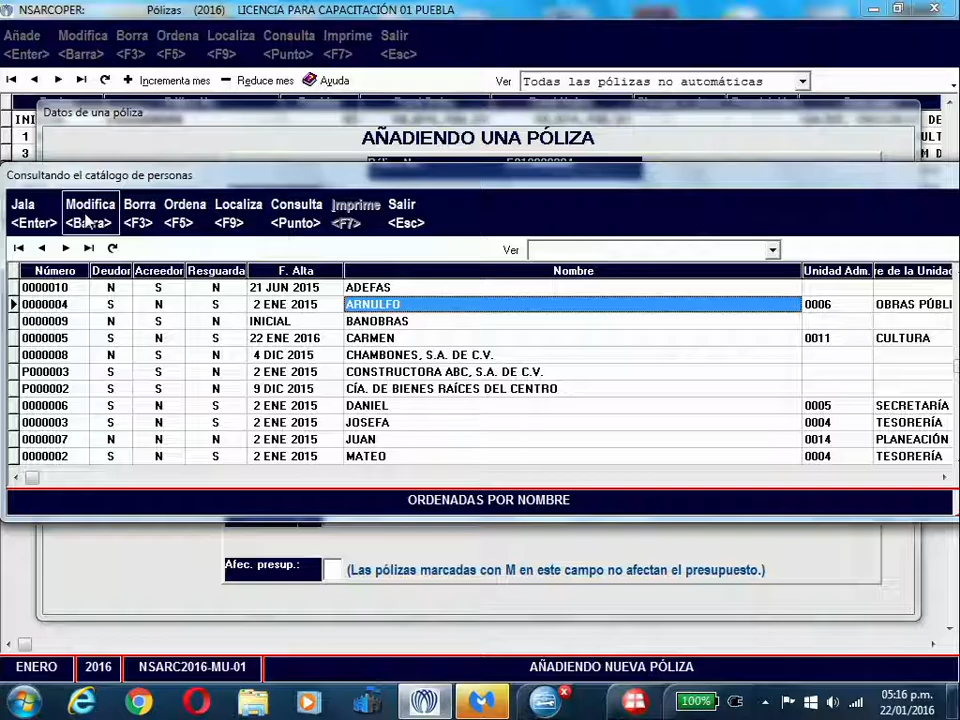 NSARCOPER: Pólizas (2016) LICENCIA PARA CAPACITACIÓN 01 PUEBLA
Añade Modifica Borra Ordena Localiza Consulta Imprime Salir
<Enter> <Barra> <F3> <F5> <F9> <Punto> <F7> <Esc>
Incrementa mes Reduce mes Ayuda Ver Todas las pólizas no automáticas
Datos de una póliza
INI
AÑADIENDO UNA PÓLIZA
1
3
Consultando el catálogo de personas
Jala Modifica Borra Ordena Localiza Consulta Imprime Salir
<Enter> <Barra> <F3> <F5> <F9> <Punto> <F7> <Esc>
Ver
Número Deudor Acreedor Resguarda F. Alta Nombre Unidad Adm. re de la Unidad
0000010 N S N 21 JUN 2015 ADEFAS
0000004 S N S 2 ENE 2015 ARNULFO 0006 OBRAS PÚBLI
0000009 N S N INICIAL BANOBRAS
0000005 S N S 22 ENE 2016 CARMEN 0011 CULTURA
0000008 N S N 4 DIC 2015 CHAMBONES, S.A. DE C.V.
P000003 S S N CONSTRUCTORA ABC, S.A. DE C.V.
P000002 S S N 9 DIC 2015 CÍA. DE BIENES RAÍCES DEL CENTRO
0000006 S N S 2 ENE 2015 DANIEL 0005 SECRETARÍA
0000003 S N S 2 ENE 2015 JOSEFA 0004 TESORERÍA
0000007 N N N 2 ENE 2015 JUAN 0014 PLANEACIÓN
0000002 S N S 2 ENE 2015 MATEO 0004 TESORERÍA
ORDENADAS POR NOMBRE
Afec. presup.: (Las pólizas marcadas con M en este campo no afectan el presupuesto.)
ENERO 2016 NSARC2016-MU-01 AÑADIENDO NUEVA PÓLIZA
100% 05:16 p.m.
22/01/2016